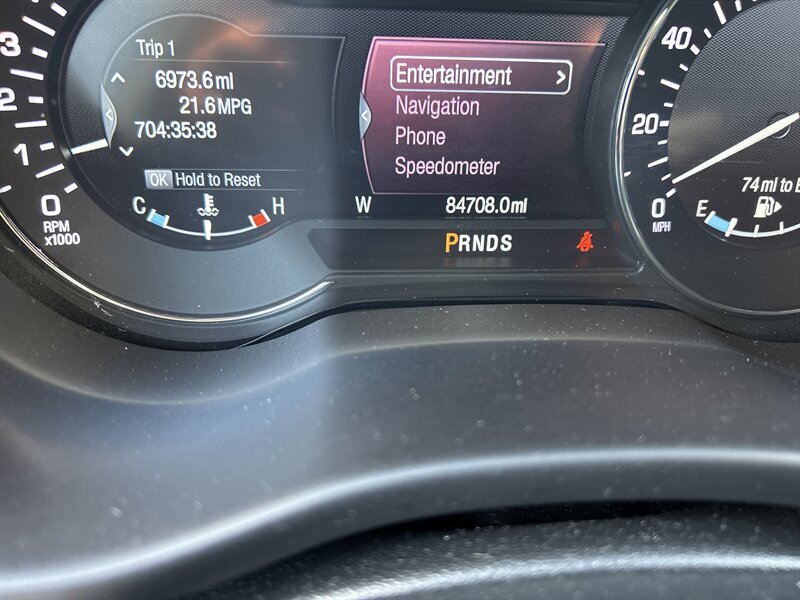 Trip 1
6973.6 mi
21.6 MPG
704:35:38
OK Hold to Reset
C H
3
2
1
0
RPM
x1000
Entertainment >
Navigation
Phone
Speedometer
W 84708.0 mi
PRNDS
40
20
0
MPH
74 mi to E
E